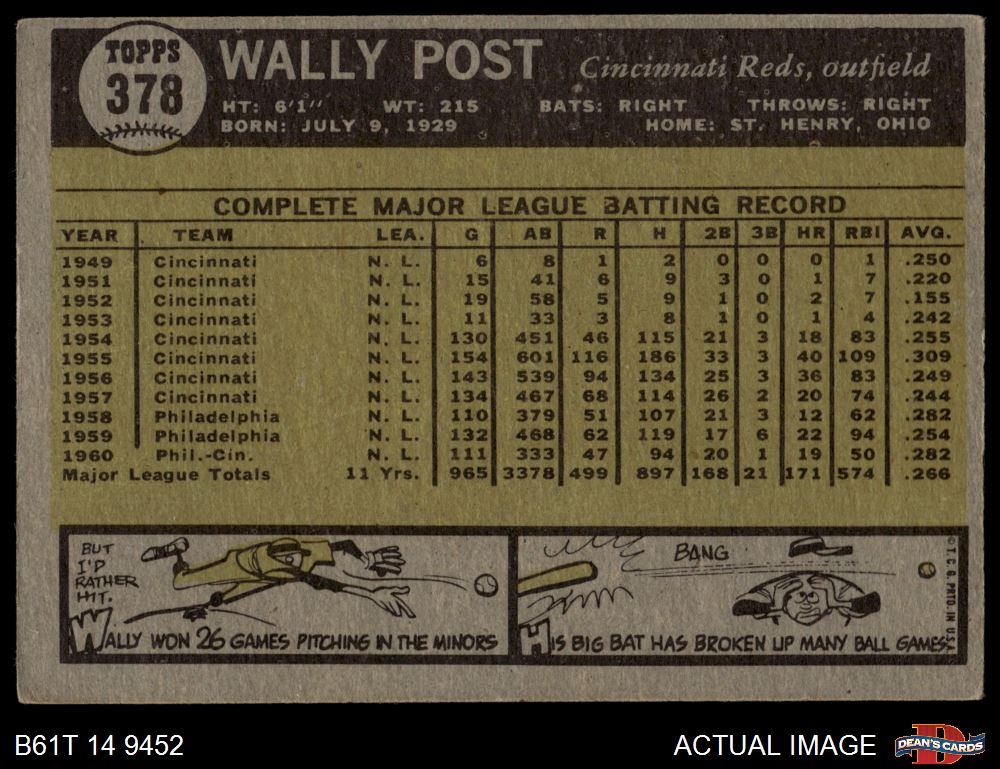 TOPPS
378
WALLY POST Cincinnati Reds, outfield
HT: 6'1" WT: 215 BATS: RIGHT THROWS: RIGHT
BORN: JULY 9, 1929 HOME: ST. HENRY, OHIO
COMPLETE MAJOR LEAGUE BATTING RECORD
YEAR TEAM LEA. G AB R H 2B 3B HR RBI AVG.
1949 Cincinnati N. L. 6 8 1 2 0 0 0 1 .250
1951 Cincinnati N. L. 15 41 6 9 3 0 1 7 .220
1952 Cincinnati N. L. 19 58 5 9 1 0 2 7 .155
1953 Cincinnati N. L. 11 33 3 8 1 0 1 4 .242
1954 Cincinnati N. L. 130 451 46 115 21 3 18 83 .255
1955 Cincinnati N. L. 154 601 116 186 33 3 40 109 .309
1956 Cincinnati N. L. 143 539 94 134 25 3 36 83 .249
1957 Cincinnati N. L. 134 467 68 114 26 2 20 74 .244
1958 Philadelphia N. L. 110 379 51 107 21 3 12 62 .282
1959 Philadelphia N. L. 132 468 62 119 17 6 22 94 .254
1960 Phil.-Cin. N. L. 111 333 47 94 20 1 19 50 .282
Major League Totals 11 Yrs. 965 3378 499 897 168 21 171 574 .266
BUT
I'D
RATHER
HIT.
WALLY WON 26 GAMES PITCHING IN THE MINORS
BANG
HIS BIG BAT HAS BROKEN UP MANY BALL GAMES
© T. C. G. PRTD. IN U.S.A.
B61T 14 9452
ACTUAL IMAGE
D
DEAN'S CARDS